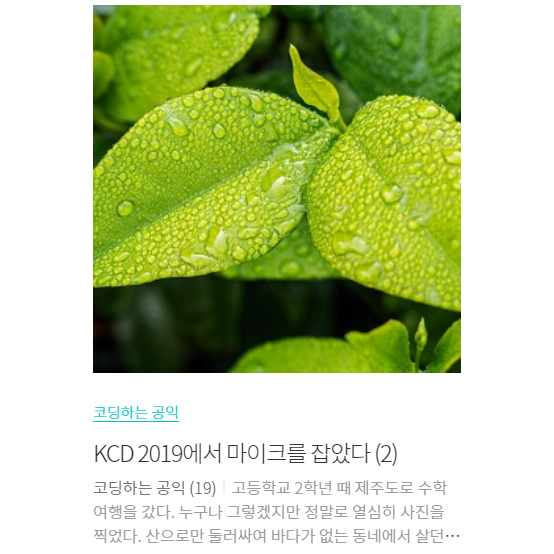 코딩하는 공익
KCD 2019에서 마이크를 잡았다 (2)
코딩하는 공익 (19) | 고등학교 2학년 때 제주도로 수학
여행을 갔다. 누구나 그렇겠지만 정말로 열심히 사진을
찍었다. 산으로만 둘러싸여 바다가 없는 동네에서 살던…